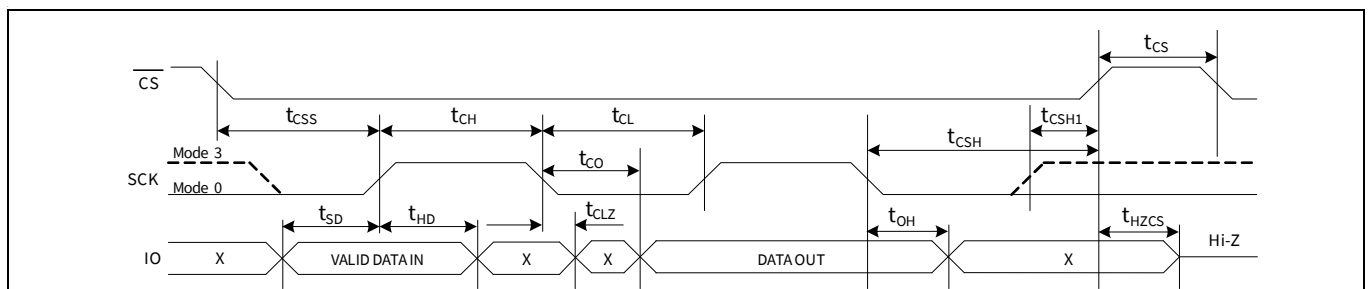 tCS
CS
tCSS
tCH
tCL
tCSH1
tCSH
Mode 3
tCO
SCK
Mode 0
tSD
tHD
tCLZ
tOH
tHZCS
IO
X
VALID DATA IN
X
X
DATA OUT
X
Hi-Z